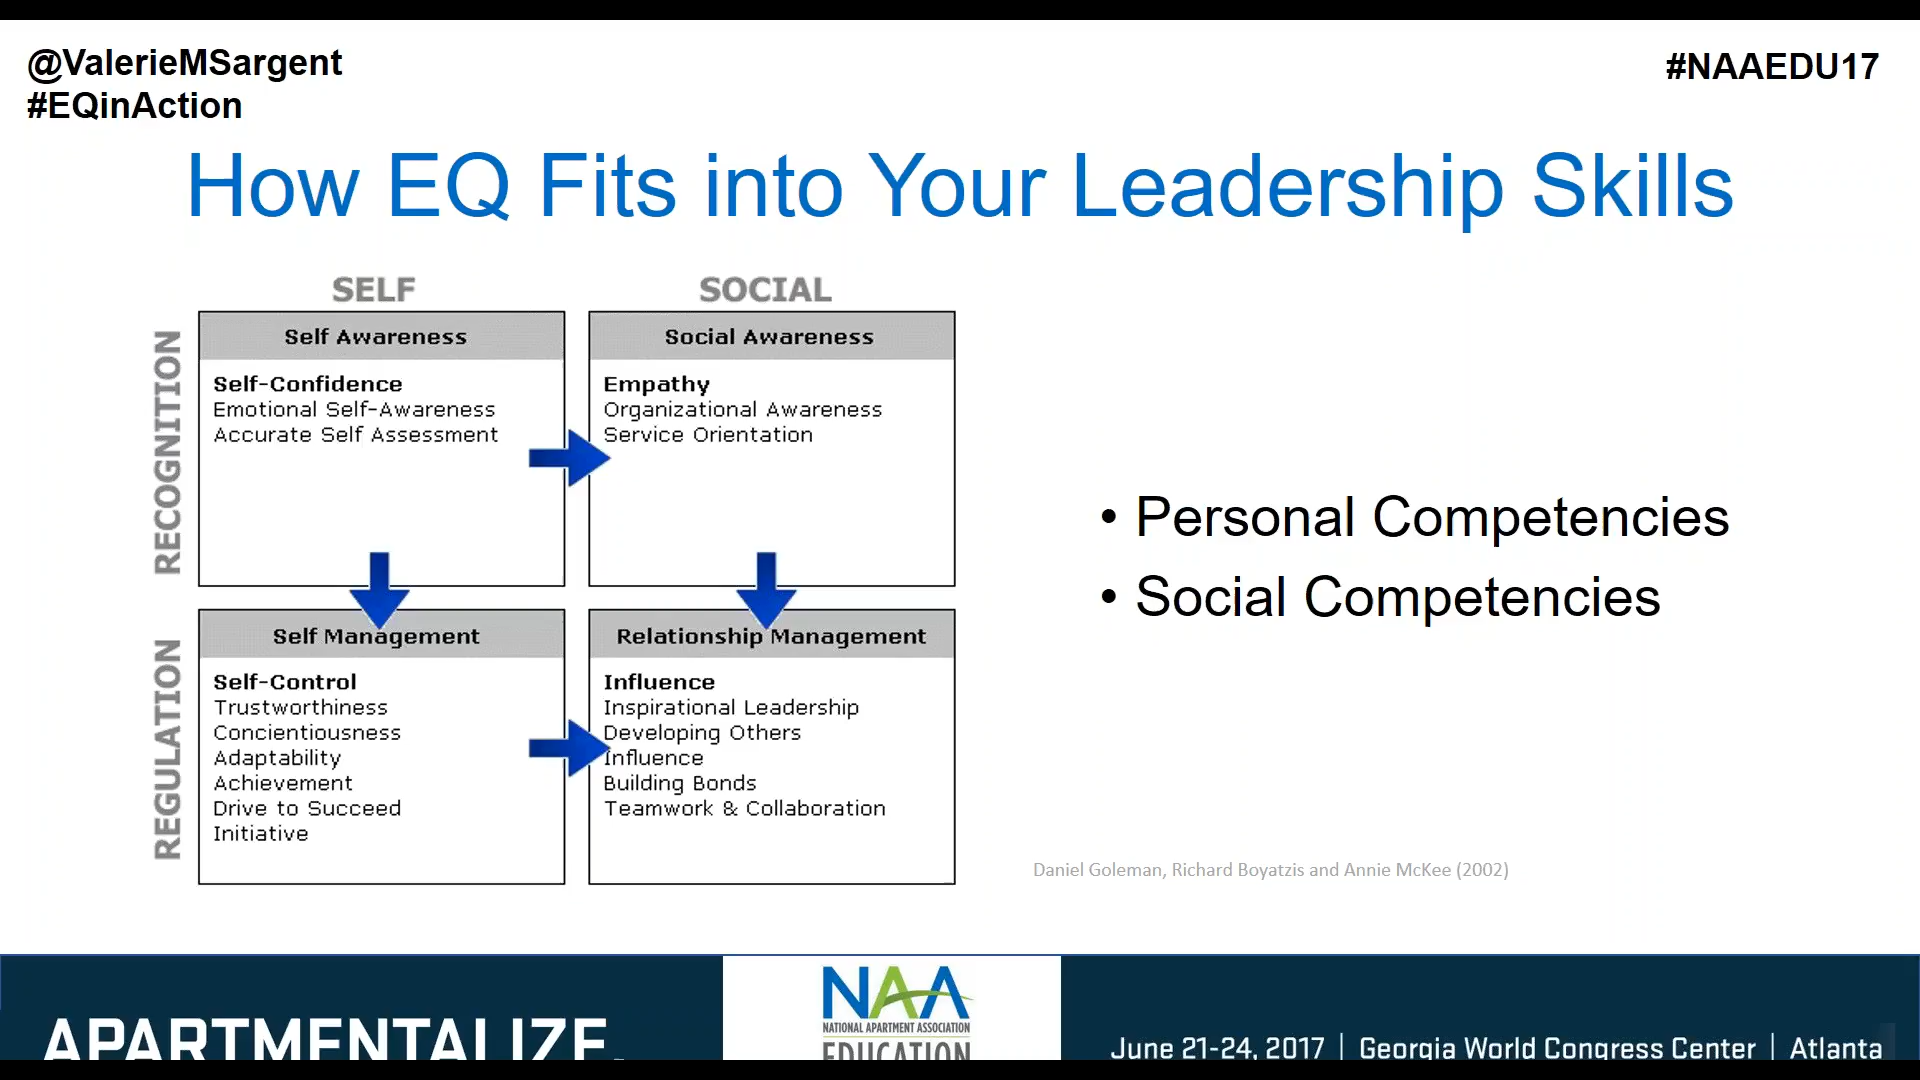 @ValerieMSargent
#EQinAction
#NAAEDU17
How EQ Fits into Your Leadership Skills
SELF
SOCIAL
RECOGNITION
Self Awareness
Self-Confidence
Emotional Self-Awareness
Accurate Self Assessment
Social Awareness
Empathy
Organizational Awareness
Service Orientation
REGULATION
Self Management
Self-Control
Trustworthiness
Concientiousness
Adaptability
Achievement
Drive to Succeed
Initiative
Relationship Management
Influence
Inspirational Leadership
Developing Others
Influence
Building Bonds
Teamwork & Collaboration
• Personal Competencies
• Social Competencies
Daniel Goleman, Richard Boyatzis and Annie McKee (2002)
APARTMENTALIZE.
NAA
NATIONAL APARTMENT ASSOCIATION
EDUCATION
June 21-24, 2017 | Georgia World Congress Center | Atlanta